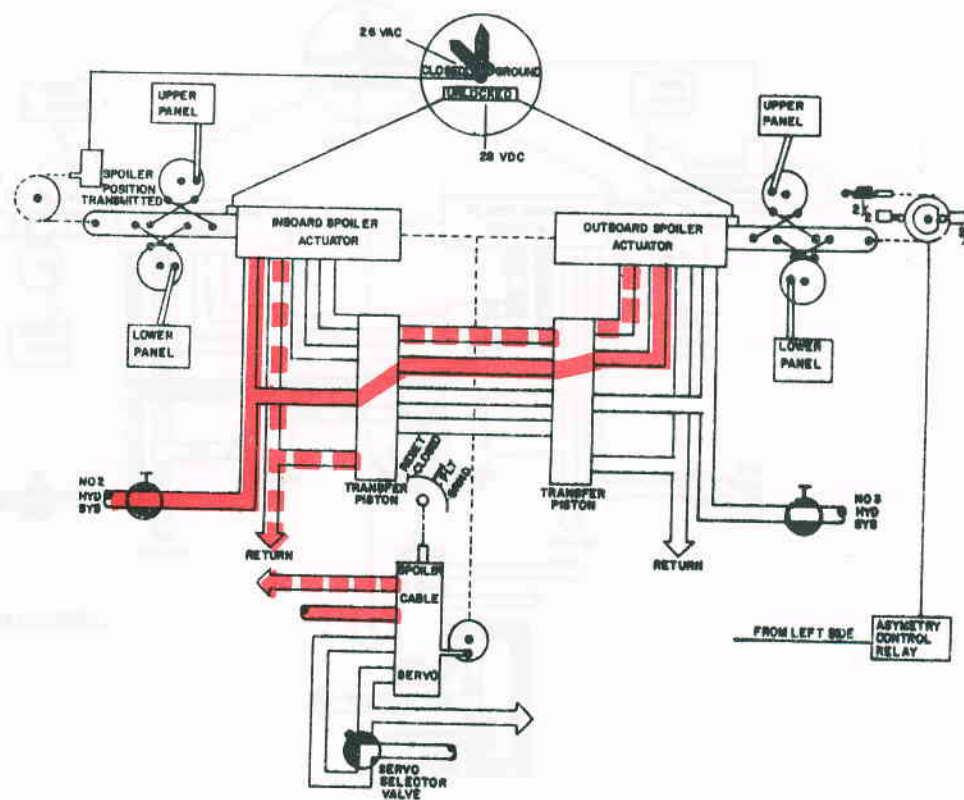 26 VAC
CLOSED GROUND
UNLOCKED
28 VDC
UPPER
PANEL
UPPER
PANEL
SPOILER
POSITION
TRANSMITTED
INBOARD SPOILER
ACTUATOR
OUTBOARD SPOILER
ACTUATOR
LOWER
PANEL
LOWER
PANEL
RESET
CLOSED
FLT
GRND.
TRANSFER
PISTON
TRANSFER
PISTON
NO 2
HYD
SYS
NO 3
HYD
SYS
RETURN
RETURN
SPOILER
CABLE
SERVO
FROM LEFT SIDE
ASYMETRY
CONTROL
RELAY
SERVO
SELECTOR
VALVE